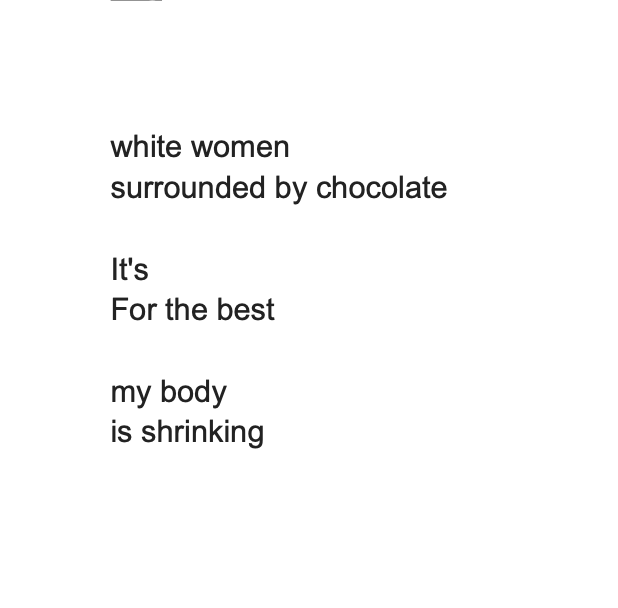 white women
surrounded by chocolate
It's
For the best
my body
is shrinking